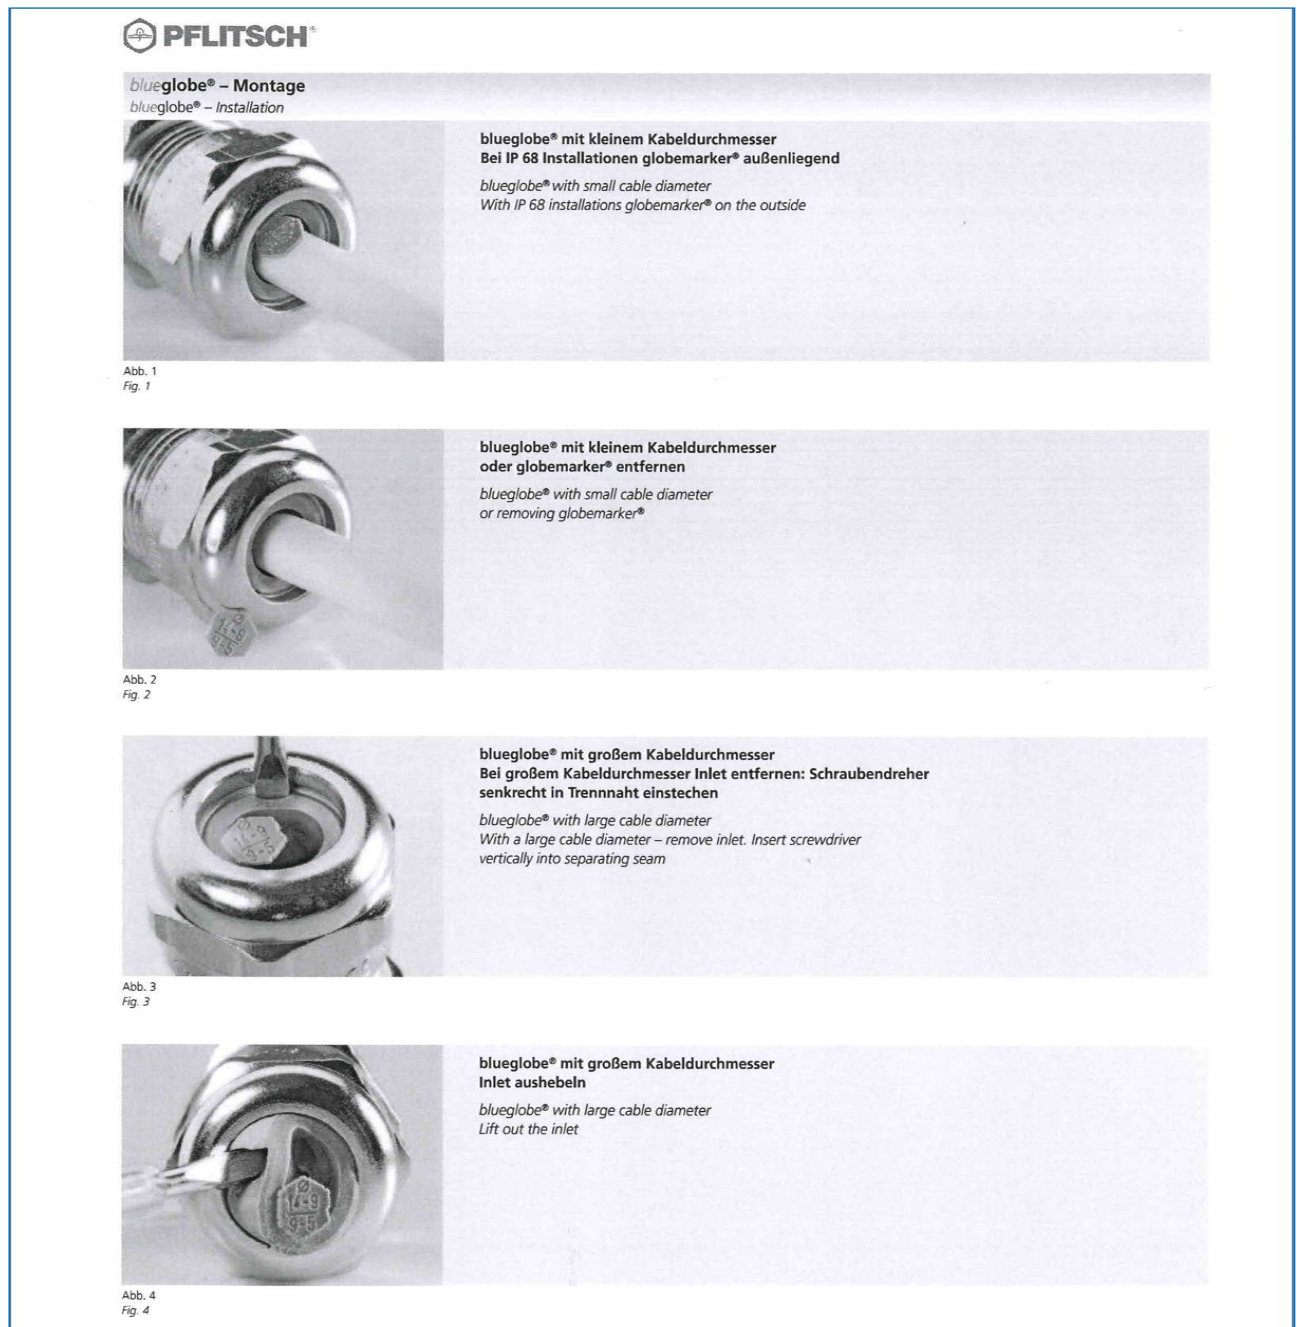 PFLITSCH®
blueglobe® – Montage
blueglobe® – Installation
blueglobe® mit kleinem Kabeldurchmesser
Bei IP 68 Installationen globemarker® außenliegend
blueglobe® with small cable diameter
With IP 68 installations globemarker® on the outside
Abb. 1
Fig. 1
blueglobe® mit kleinem Kabeldurchmesser
oder globemarker® entfernen
blueglobe® with small cable diameter
or removing globemarker®
Abb. 2
Fig. 2
blueglobe® mit großem Kabeldurchmesser
Bei großem Kabeldurchmesser Inlet entfernen: Schraubendreher
senkrecht in Trennnaht einstechen
blueglobe® with large cable diameter
With a large cable diameter – remove inlet. Insert screwdriver
vertically into separating seam
Abb. 3
Fig. 3
blueglobe® mit großem Kabeldurchmesser
Inlet aushebeln
blueglobe® with large cable diameter
Lift out the inlet
Ø
14-9
9-5
Abb. 4
Fig. 4